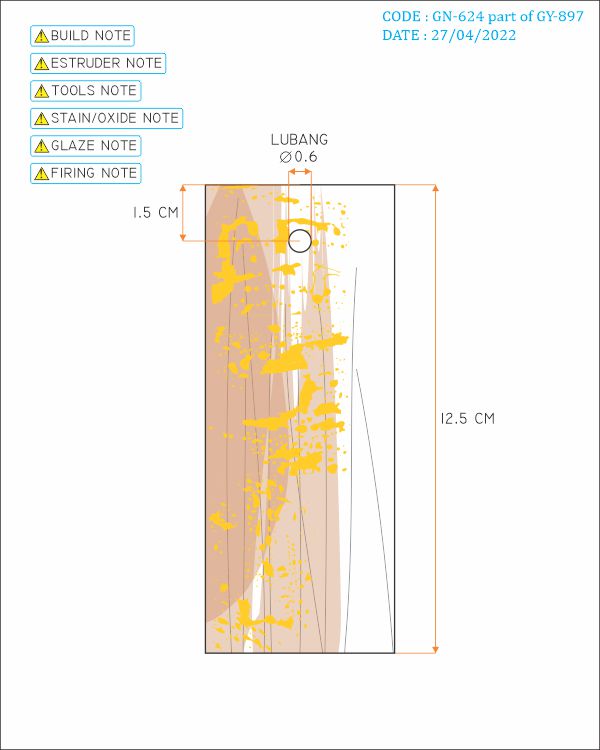 CODE : GN-624 part of GY-897
DATE : 27/04/2022
BUILD NOTE
ESTRUDER NOTE
TOOLS NOTE
STAIN/OXIDE NOTE
GLAZE NOTE
FIRING NOTE
LUBANG
∅0.6
1.5 CM
12.5 CM